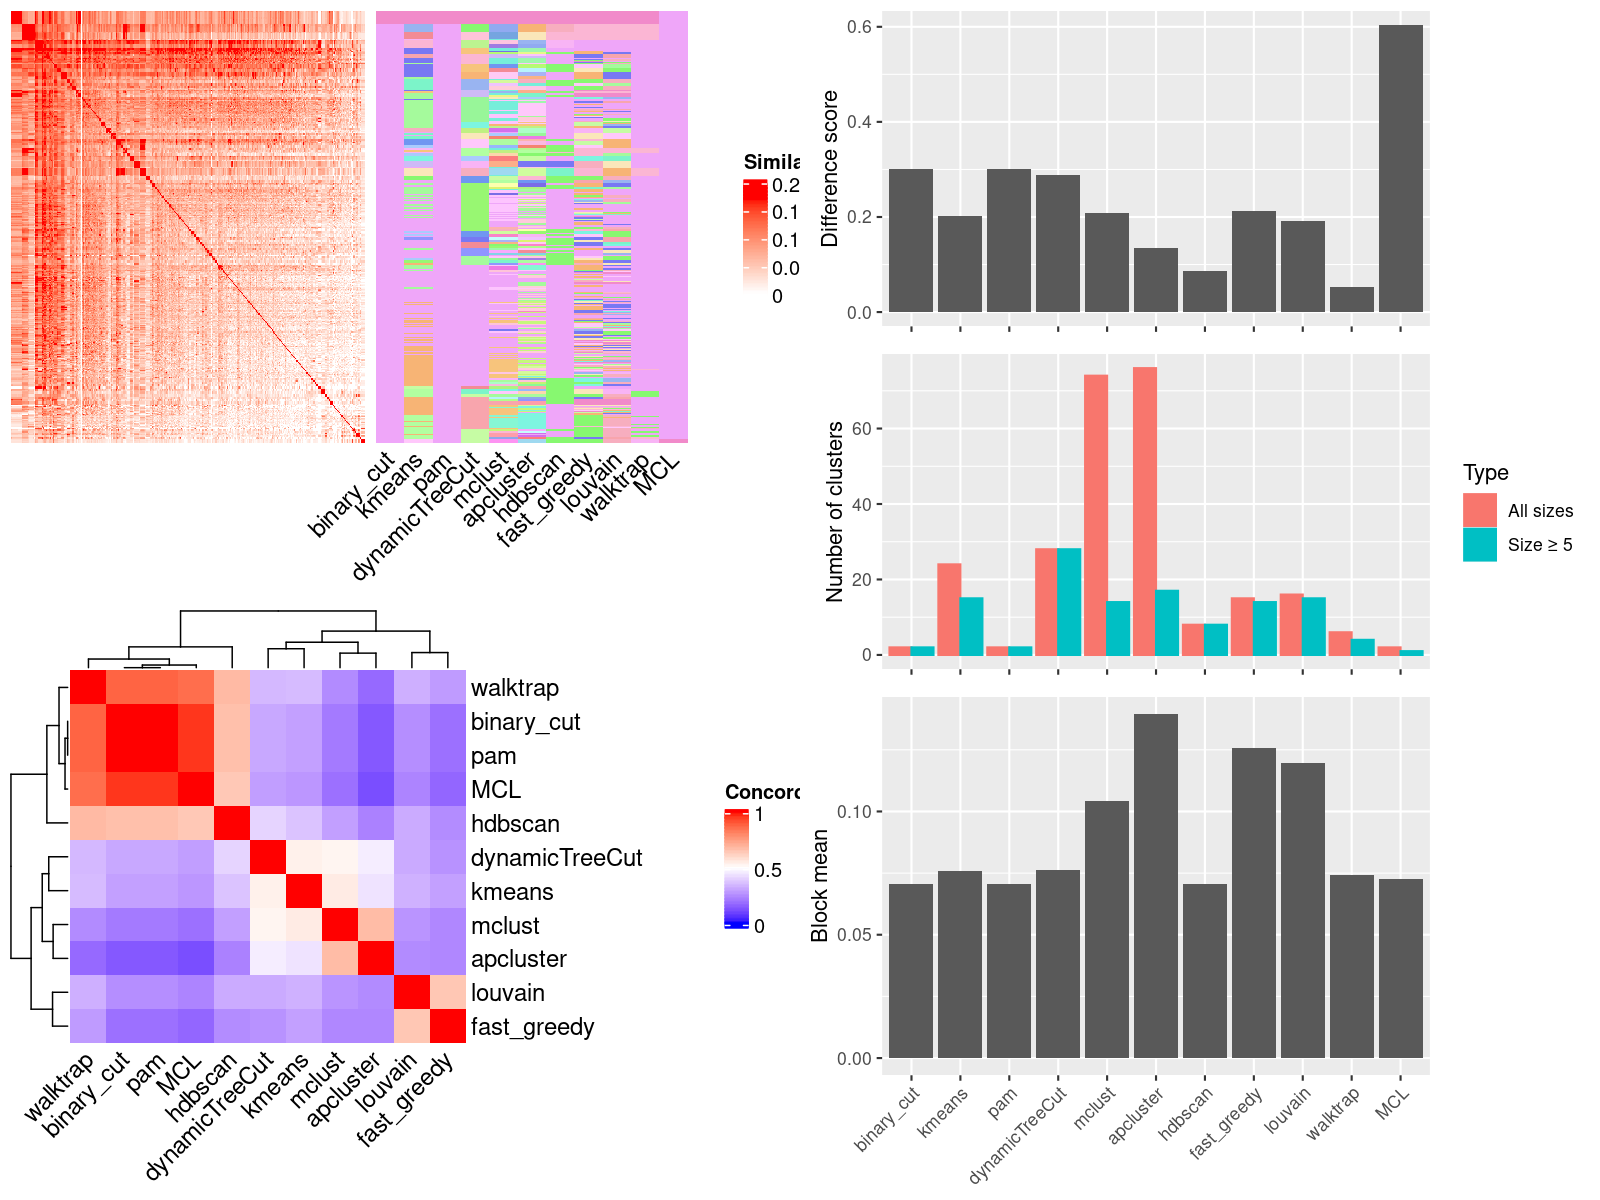 Simila
0.2
0.1
0.1
0.0
0
binary_cut
kmeans
pam
dynamicTreeCut
mclust
apcluster
hdbscan
fast_greedy
louvain
walktrap
MCL
walktrap
binary_cut
pam
MCL
hdbscan
dynamicTreeCut
kmeans
mclust
apcluster
louvain
fast_greedy
walktrap
binary_cut
pam
MCL
hdbscan
dynamicTreeCut
kmeans
mclust
apcluster
louvain
fast_greedy
Concord
1
0.5
0
Difference score
0.6
0.4
0.2
0.0
Number of clusters
60
40
20
0
Type
All sizes
Size ≥ 5
Block mean
0.10
0.05
0.00
binary_cut
kmeans
pam
dynamicTreeCut
mclust
apcluster
hdbscan
fast_greedy
louvain
walktrap
MCL